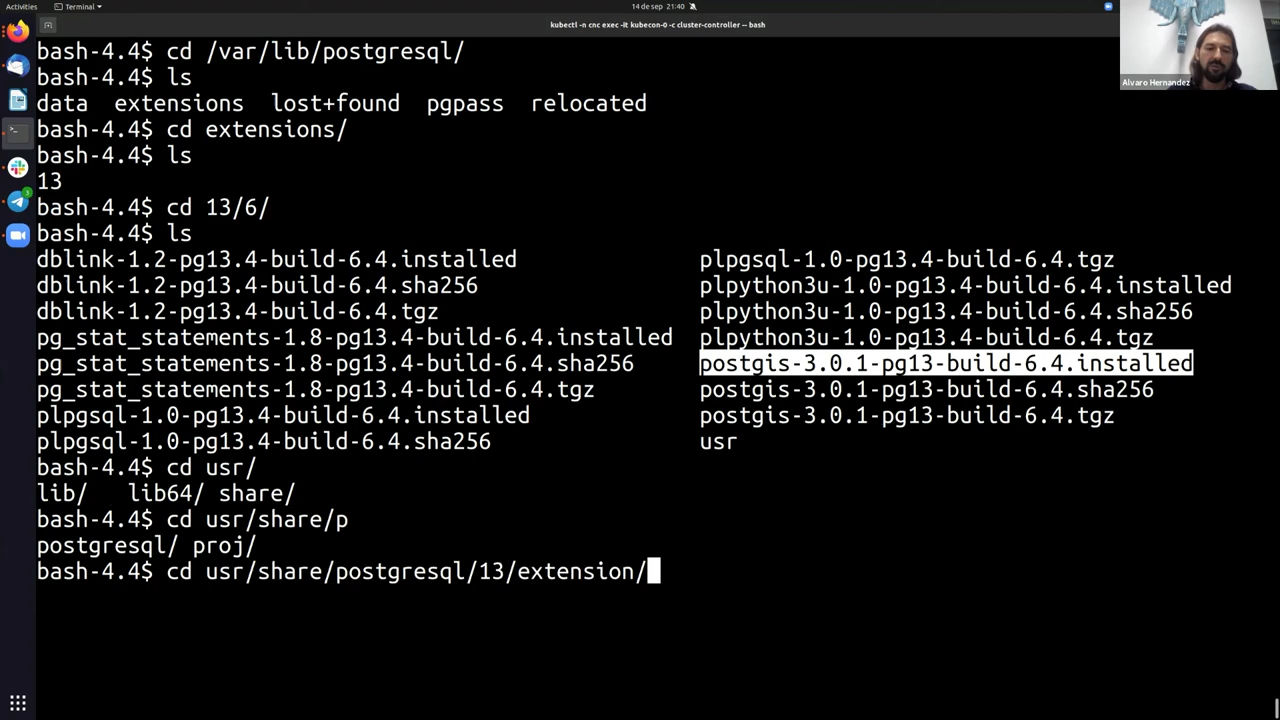 Activities
Terminal
14 de sep 21:40
kubectl -n cnc exec -it kubecon-0 -c cluster-controller -- bash
Alvaro Hernandez
3
bash-4.4$ cd /var/lib/postgresql/
bash-4.4$ ls
data extensions lost+found pgpass relocated
bash-4.4$ cd extensions/
bash-4.4$ ls
13
bash-4.4$ cd 13/6/
bash-4.4$ ls
dblink-1.2-pg13.4-build-6.4.installed plpgsql-1.0-pg13.4-build-6.4.tgz
dblink-1.2-pg13.4-build-6.4.sha256 plpython3u-1.0-pg13.4-build-6.4.installed
dblink-1.2-pg13.4-build-6.4.tgz plpython3u-1.0-pg13.4-build-6.4.sha256
pg_stat_statements-1.8-pg13.4-build-6.4.installed plpython3u-1.0-pg13.4-build-6.4.tgz
pg_stat_statements-1.8-pg13.4-build-6.4.sha256 postgis-3.0.1-pg13-build-6.4.installed
pg_stat_statements-1.8-pg13.4-build-6.4.tgz postgis-3.0.1-pg13-build-6.4.sha256
plpgsql-1.0-pg13.4-build-6.4.installed postgis-3.0.1-pg13-build-6.4.tgz
plpgsql-1.0-pg13.4-build-6.4.sha256 usr
bash-4.4$ cd usr/
lib/ lib64/ share/
bash-4.4$ cd usr/share/p
postgresql/ proj/
bash-4.4$ cd usr/share/postgresql/13/extension/